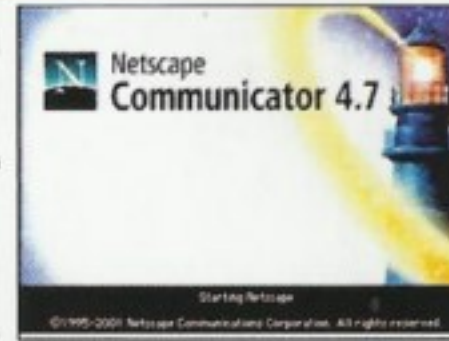 N
Netscape
Communicator 4.7
Starting Netscape
©1995-2001 Netscape Communications Corporation. All rights reserved.